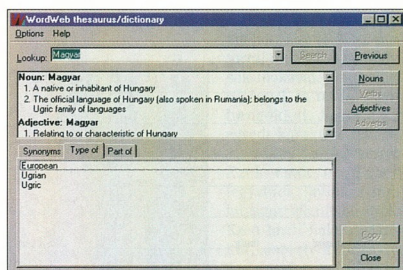 WordWeb thesaurus/dictionary
Options Help
Lookup: Magyar Search Previous
Noun: Magyar
1. A native or inhabitant of Hungary
2. The official language of Hungary (also spoken in Rumania); belongs to the
Ugric family of languages
Adjective: Magyar
1. Relating to or characteristic of Hungary
Nouns
Verbs
Adjectives
Adverbs
Synonyms Type of Part of
European
Ugrian
Ugric
Copy
Close